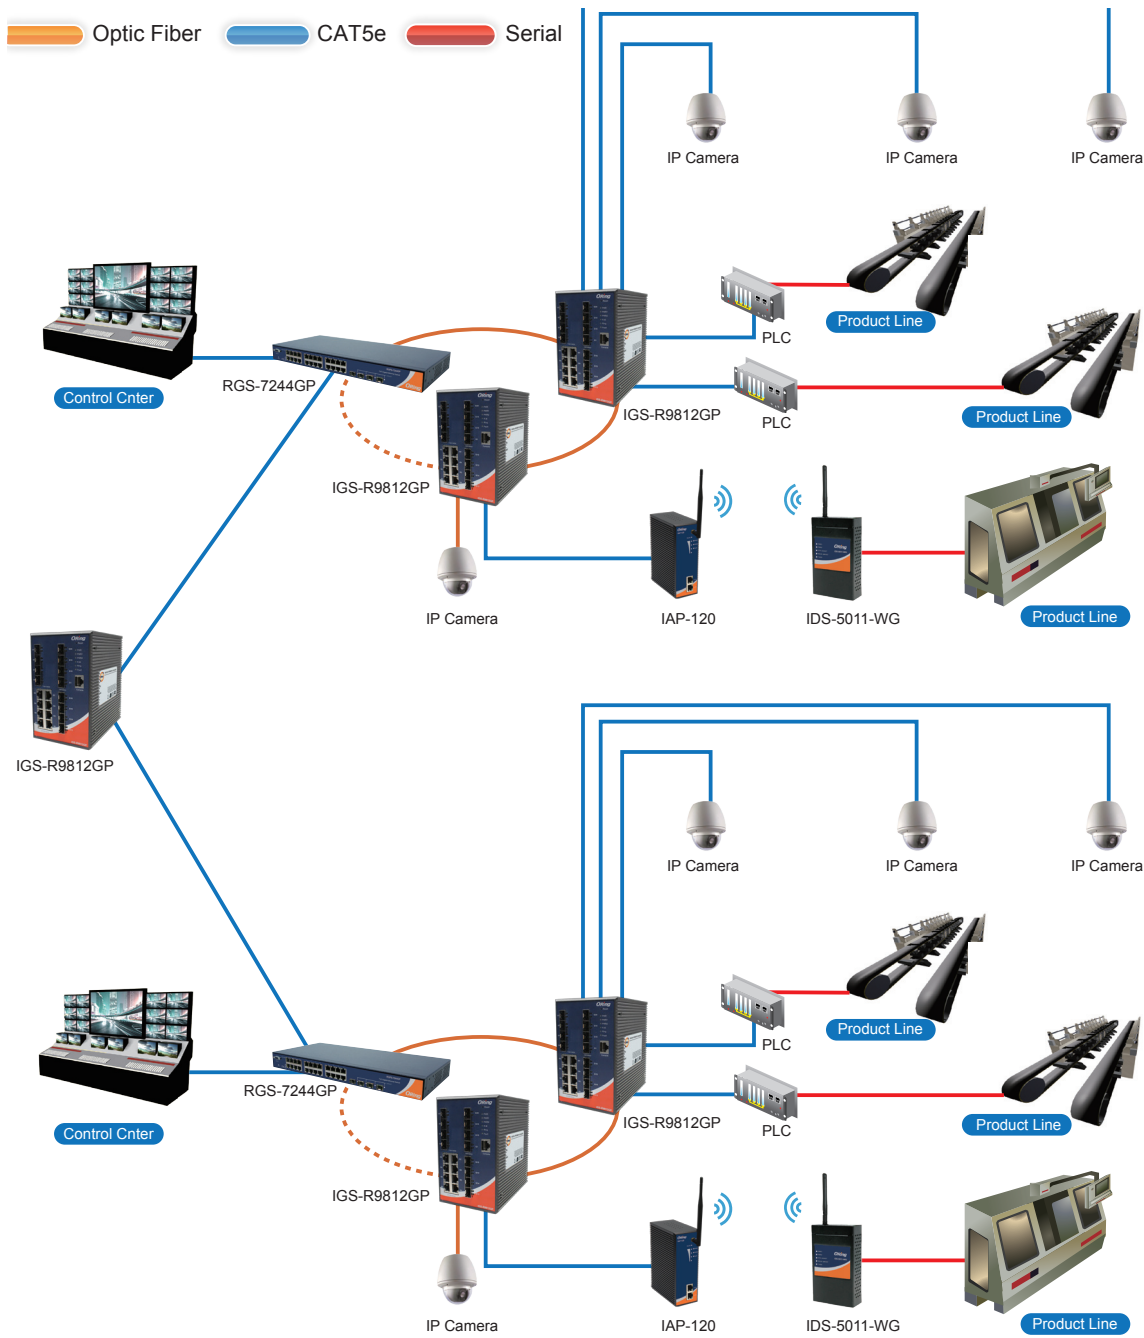 Optic Fiber
CAT5e
Serial
IP Camera
IP Camera
IP Camera
PLC
Product Line
RGS-7244GP
Control Cnter
IGS-R9812GP
PLC
Product Line
IGS-R9812GP
IP Camera
IAP-120
IDS-5011-WG
Product Line
IGS-R9812GP
IP Camera
IP Camera
IP Camera
Product Line
PLC
RGS-7244GP
Control Cnter
IGS-R9812GP
PLC
Product Line
IGS-R9812GP
IP Camera
IAP-120
IDS-5011-WG
Product Line